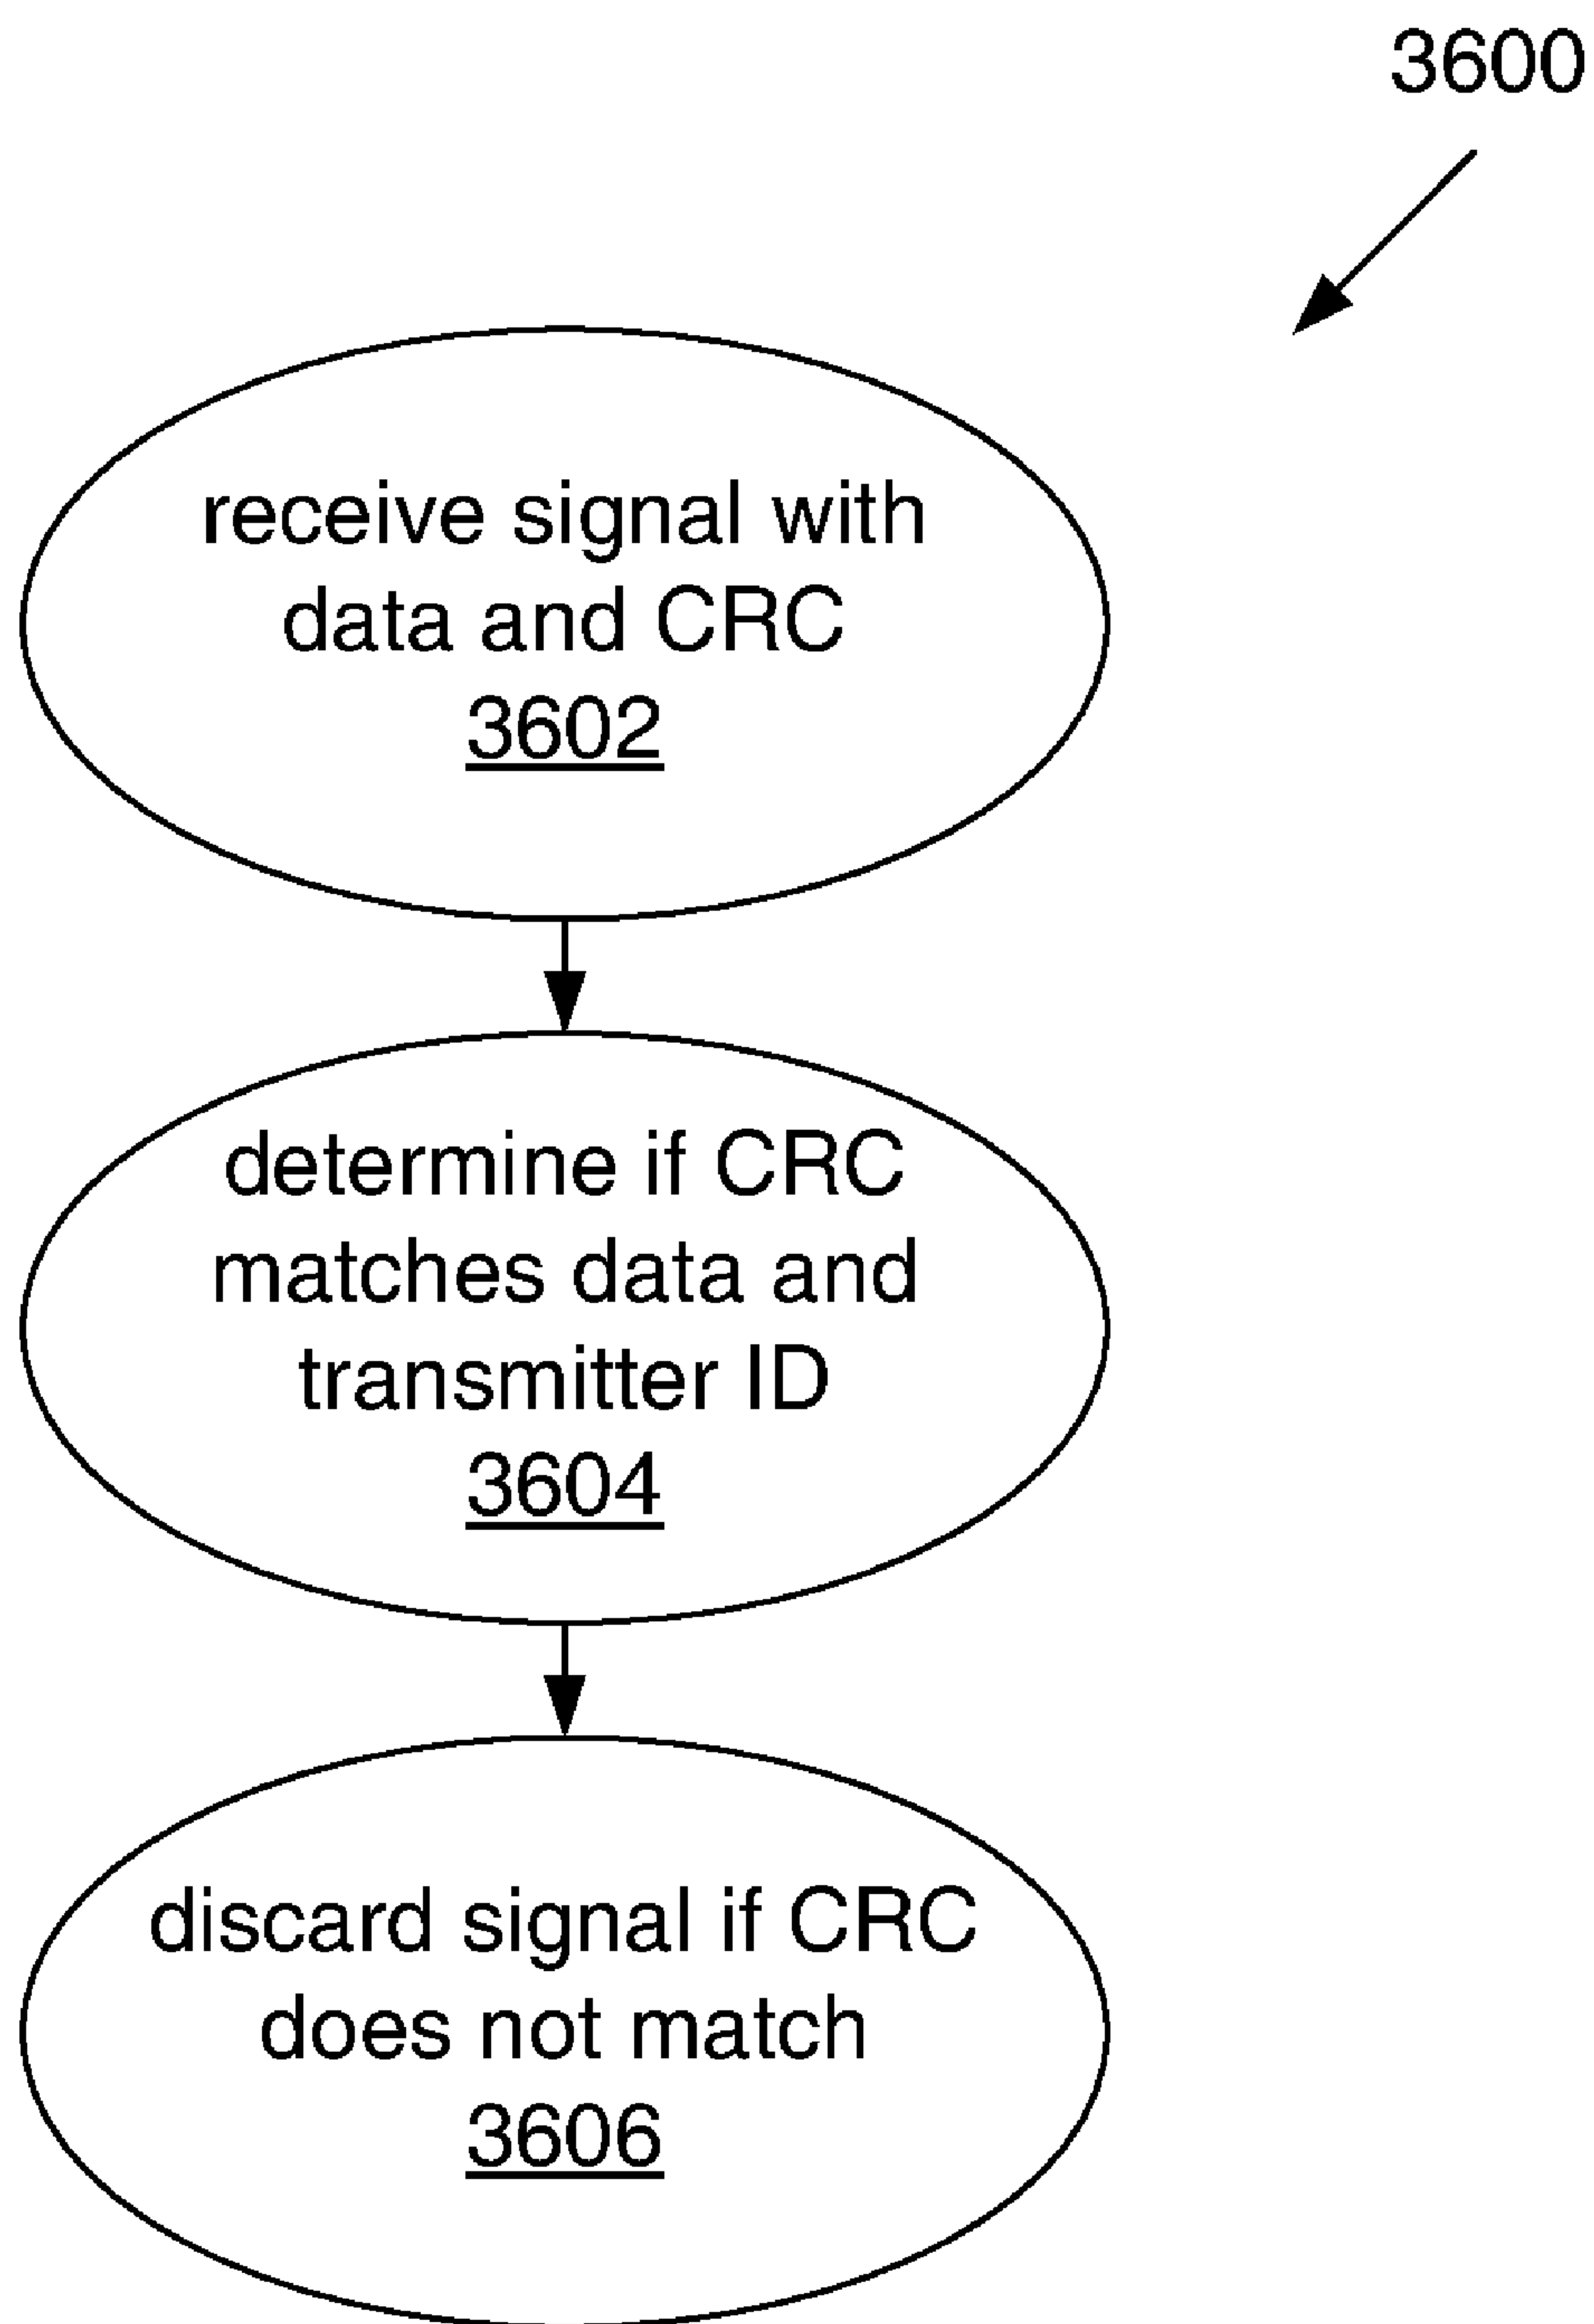 3600
receive signal with
data and CRC
3602
determine if CRC
matches data and
transmitter ID
3604
discard signal if CRC
does not match
3606